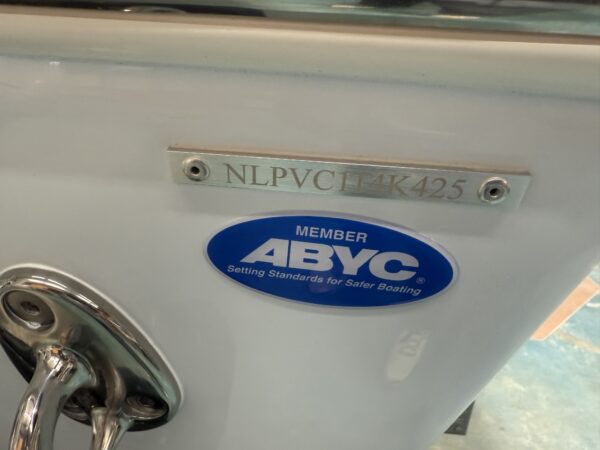 NLPVC114K425
MEMBER
ABYC®
Setting Standards for Safer Boating